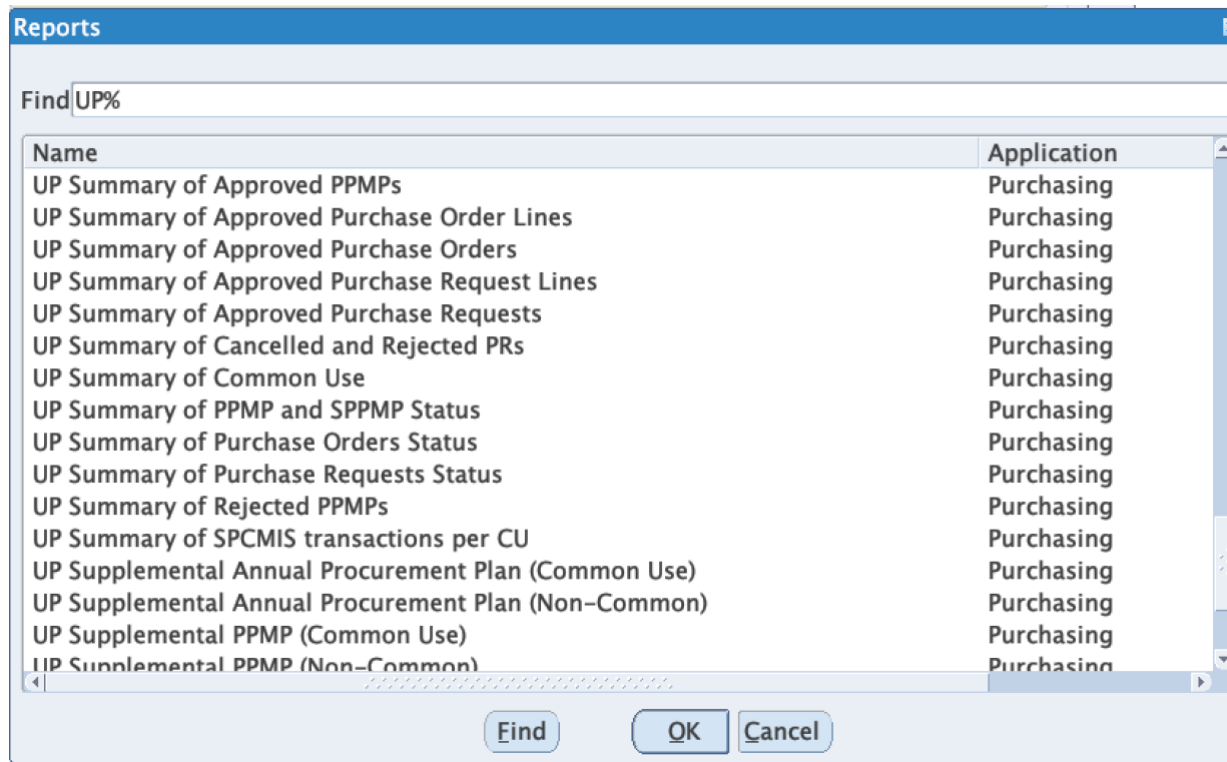 Reports
Find UP%
Name Application
UP Summary of Approved PPMPs Purchasing
UP Summary of Approved Purchase Order Lines Purchasing
UP Summary of Approved Purchase Orders Purchasing
UP Summary of Approved Purchase Request Lines Purchasing
UP Summary of Approved Purchase Requests Purchasing
UP Summary of Cancelled and Rejected PRs Purchasing
UP Summary of Common Use Purchasing
UP Summary of PPMP and SPPMP Status Purchasing
UP Summary of Purchase Orders Status Purchasing
UP Summary of Purchase Requests Status Purchasing
UP Summary of Rejected PPMPs Purchasing
UP Summary of SPCMIS transactions per CU Purchasing
UP Supplemental Annual Procurement Plan (Common Use) Purchasing
UP Supplemental Annual Procurement Plan (Non-Common) Purchasing
UP Supplemental PPMP (Common Use) Purchasing
UP Supplemental PPMP (Non-Common) Purchasing
Find OK Cancel